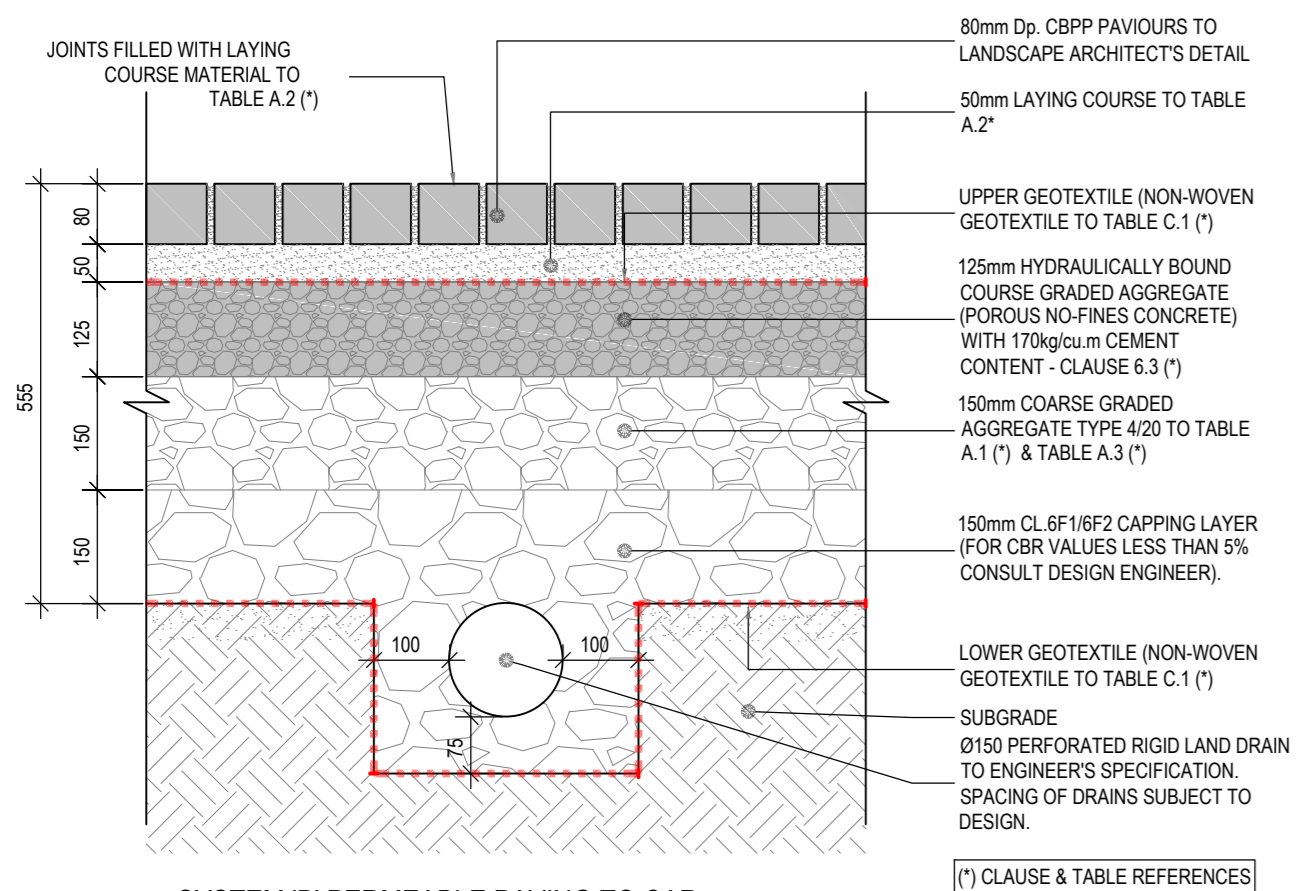 JOINTS FILLED WITH LAYING
COURSE MATERIAL TO
TABLE A.2 (*)
80mm Dp. CBPP PAVIOURS TO
LANDSCAPE ARCHITECT'S DETAIL
50mm LAYING COURSE TO TABLE
A.2*
UPPER GEOTEXTILE (NON-WOVEN
GEOTEXTILE TO TABLE C.1 (*)
125mm HYDRAULICALLY BOUND
COURSE GRADED AGGREGATE
(POROUS NO-FINES CONCRETE)
WITH 170kg/cu.m CEMENT
CONTENT - CLAUSE 6.3 (*)
150mm COARSE GRADED
AGGREGATE TYPE 4/20 TO TABLE
A.1 (*) & TABLE A.3 (*)
150mm CL.6F1/6F2 CAPPING LAYER
(FOR CBR VALUES LESS THAN 5%
CONSULT DESIGN ENGINEER).
LOWER GEOTEXTILE (NON-WOVEN
GEOTEXTILE TO TABLE C.1 (*)
SUBGRADE
Ø150 PERFORATED RIGID LAND DRAIN
TO ENGINEER'S SPECIFICATION.
SPACING OF DRAINS SUBJECT TO
DESIGN.
(*) CLAUSE & TABLE REFERENCES
555
80
50
125
150
150
100
100
75